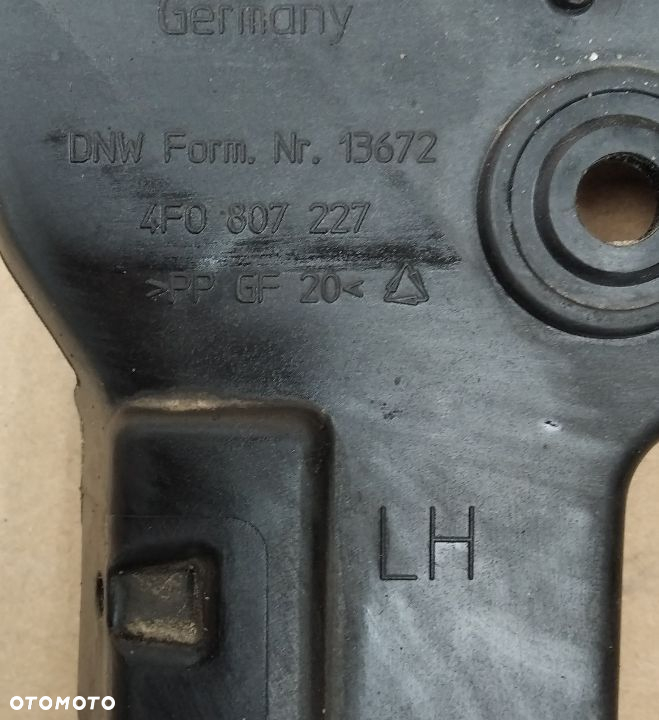 Germany
DNW Form. Nr. 13672
4F0 807 227
>PP GF 20<
LH
OTOMOTO